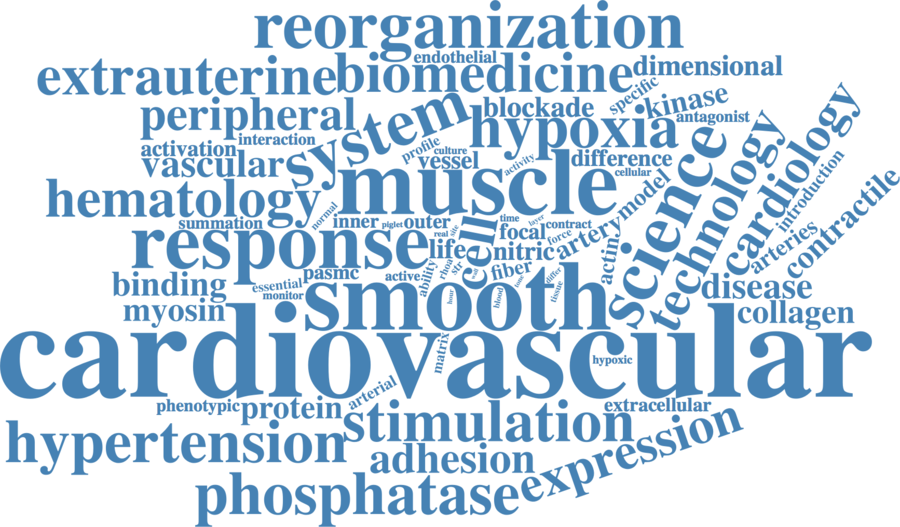 reorganization
endothelial
extrauterine
biomedicine
dimensional
specific
peripheral
system
blockade
kinase
antagonist
hypoxia
activation
interaction
profile
culture
vessel
activity
difference
cellular
vascular
muscle
model
science
technology
cardiology
introduction
hematology
summation
normal
piglet
inner
outer
real
site
time
layer
contract
focal
force
artery
arteries
contractile
response
life
cell
nitric
actin
binding
essential
monitor
pasmc
active
ability
rhoa
str
fiber
differ
tissue
blood
hour
disease
myosin
smooth
collagen
cardiovascular
matrix
hypoxic
phenotypic
protein
arterial
stimulation
extracellular
hypertension
adhesion
expression
phosphatase